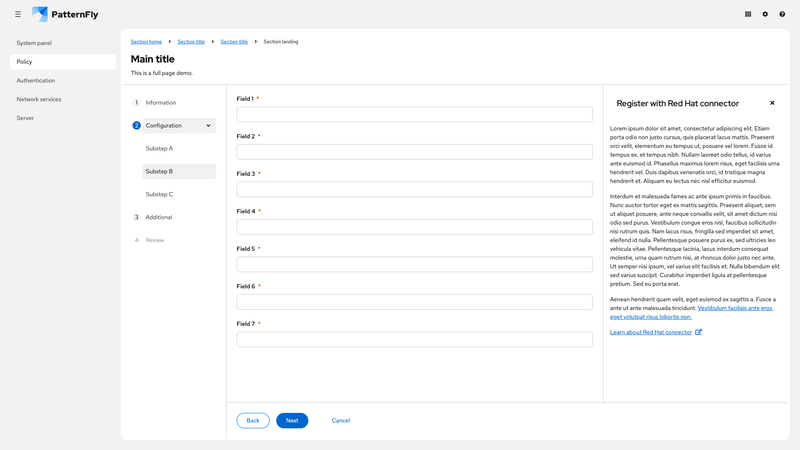 PatternFly
System panel
Policy
Authentication
Network services
Server
Section home > Section title > Section title > Section landing
Main title
This is a full page demo.
1 Information
2 Configuration
Substep A
Substep B
Substep C
3 Additional
4 Review
Field 1 *
Field 2 *
Field 3 *
Field 4 *
Field 5 *
Field 6 *
Field 7 *
Back
Next
Cancel
Register with Red Hat connector
Lorem ipsum dolor sit amet, consectetur adipiscing elit. Etiam
porta odio non justo cursus, quis placerat lacus mattis. Praesent
orci velit, elementum eu tempus ut, posuere vel lorem. Fusce id
tempus ex, et tempus nibh. Nullam laoreet odio tellus, id varius
ante euismod id. Phasellus maximus lorem risus, eget facilisis urna
hendrerit vel. Duis dapibus venenatis orci, id tristique magna
hendrerit et. Aliquam eu lectus nec nisl efficitur euismod.
Interdum et malesuada fames ac ante ipsum primis in faucibus.
Nunc auctor tortor eget ex mattis sagittis. Praesent aliquet, sem
ut aliquet posuere, ante neque convallis velit, sit amet dictum nisi
odio sed purus. Vestibulum congue eros nisl, faucibus sollicitudin
nisi rutrum quis. Nam lacus risus, fringilla sed imperdiet sit amet,
eleifend id nulla. Pellentesque posuere purus ex, sed ultricies leo
vehicula vitae. Pellentesque lacinia, lacus interdum consequat
molestie, urna quam rutrum nisi, at rhoncus dolor justo nec ante.
Ut semper nisi ipsum, vel varius elit facilisis et. Nulla bibendum elit
sed varius suscipit. Curabitur imperdiet ligula at pellentesque
pretium. Sed eu porta erat.
Aenean hendrerit quam velit, eget euismod ex sagittis a. Fusce a
ante ut ante malesuada tincidunt. Vestibulum facilisis ante eros,
eget volutpat risus lobortis non.
Learn about Red Hat connector